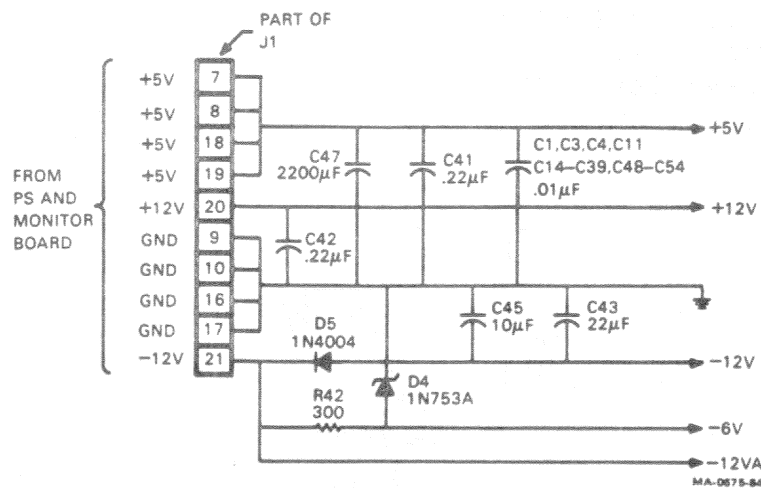 PART OF
J1
+5V 7
+5V 8
+5V 18
+5V 19
+12V 20
GND 9
GND 10
GND 16
GND 17
-12V 21
FROM
PS AND
MONITOR
BOARD
C47
2200µF
C41
.22µF
C1,C3,C4,C11
C14-C39,C48-C54
.01µF
+5V
+12V
C42
.22µF
C45
10µF
C43
22µF
D5
1N4004
-12V
D4
1N753A
R42
300
-6V
-12VA
MA-0675-84